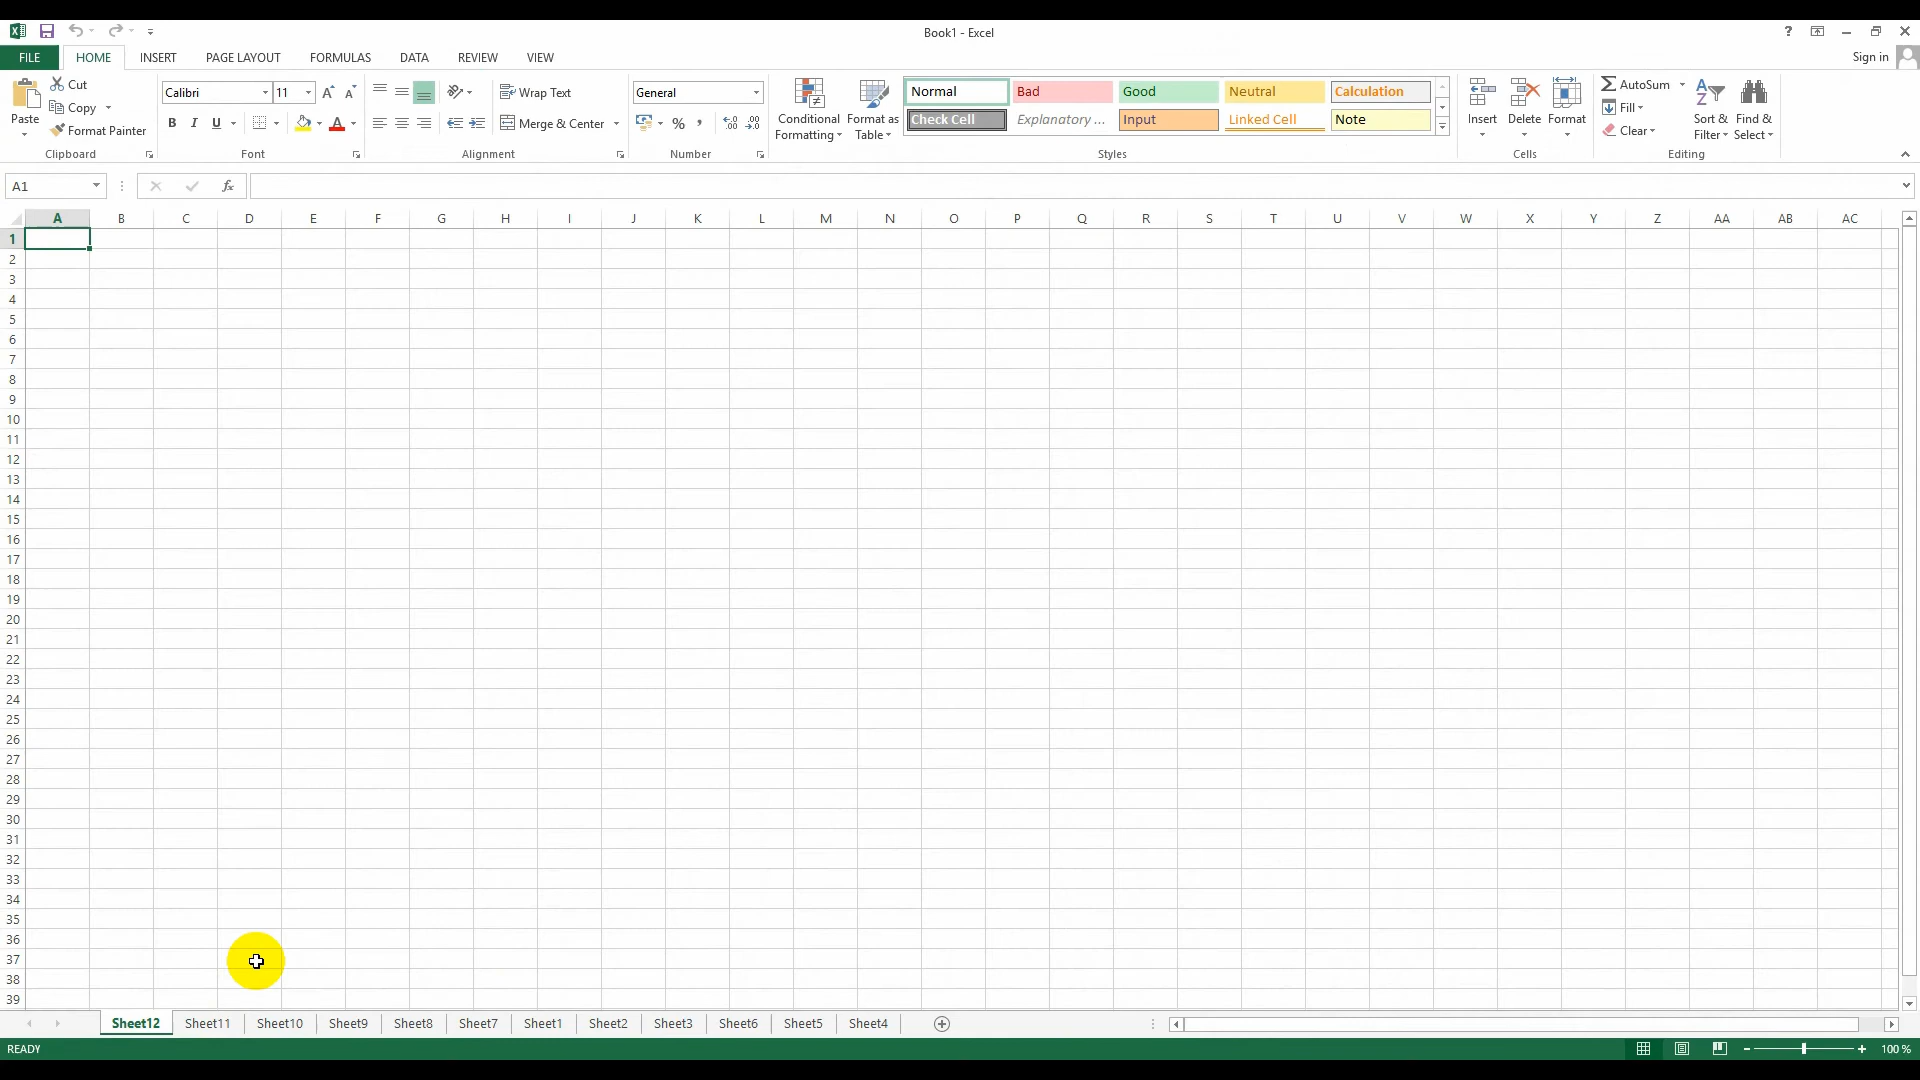 Book1 - Excel
?
FILE HOME INSERT PAGE LAYOUT FORMULAS DATA REVIEW VIEW
Sign in
Paste
Cut
Copy
Format Painter
Clipboard
Calibri 11
B I U
Font
Wrap Text
Merge & Center
Alignment
General
% ,
Number
Conditional Formatting
Format as Table
Normal Bad Good Neutral Calculation
Check Cell Explanatory ... Input Linked Cell Note
Styles
Insert Delete Format
Cells
AutoSum
Fill
Clear
Sort & Filter
Find & Select
Editing
A1
fx
A B C D E F G H I J K L M N O P Q R S T U V W X Y Z AA AB AC
1
2
3
4
5
6
7
8
9
10
11
12
13
14
15
16
17
18
19
20
21
22
23
24
25
26
27
28
29
30
31
32
33
34
35
36
37
38
39
Sheet12 Sheet11 Sheet10 Sheet9 Sheet8 Sheet7 Sheet1 Sheet2 Sheet3 Sheet6 Sheet5 Sheet4
READY
100 %